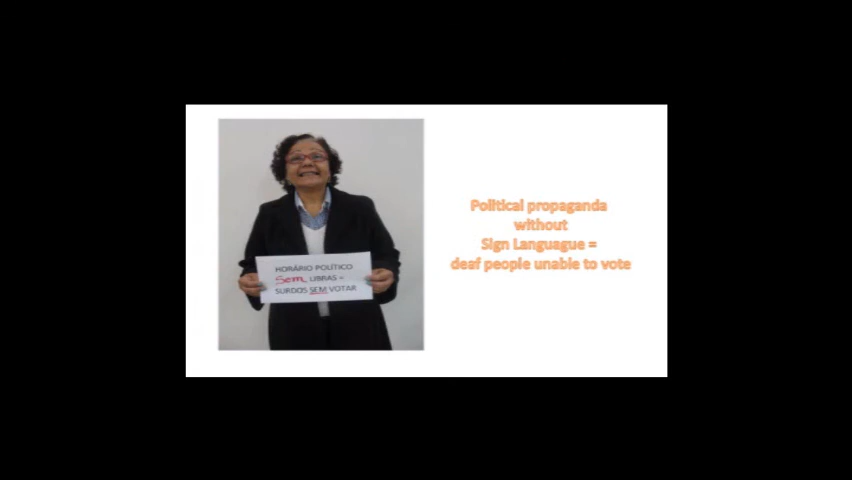 HORÁRIO POLÍTICO
Sem LIBRAS =
SURDOS SEM VOTAR
Political propaganda
without
Sign Languague =
deaf people unable to vote